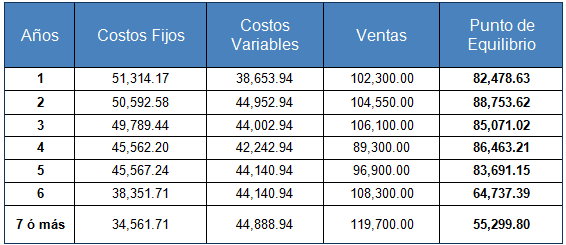 Años Costos Fijos Costos Variables Ventas Punto de Equilibrio
1 51,314.17 38,653.94 102,300.00 82,478.63
2 50,592.58 44,952.94 104,550.00 88,753.62
3 49,789.44 44,002.94 106,100.00 85,071.02
4 45,562.20 42,242.94 89,300.00 86,463.21
5 45,567.24 44,140.94 96,900.00 83,691.15
6 38,351.71 44,140.94 108,300.00 64,737.39
7 ó más 34,561.71 44,888.94 119,700.00 55,299.80